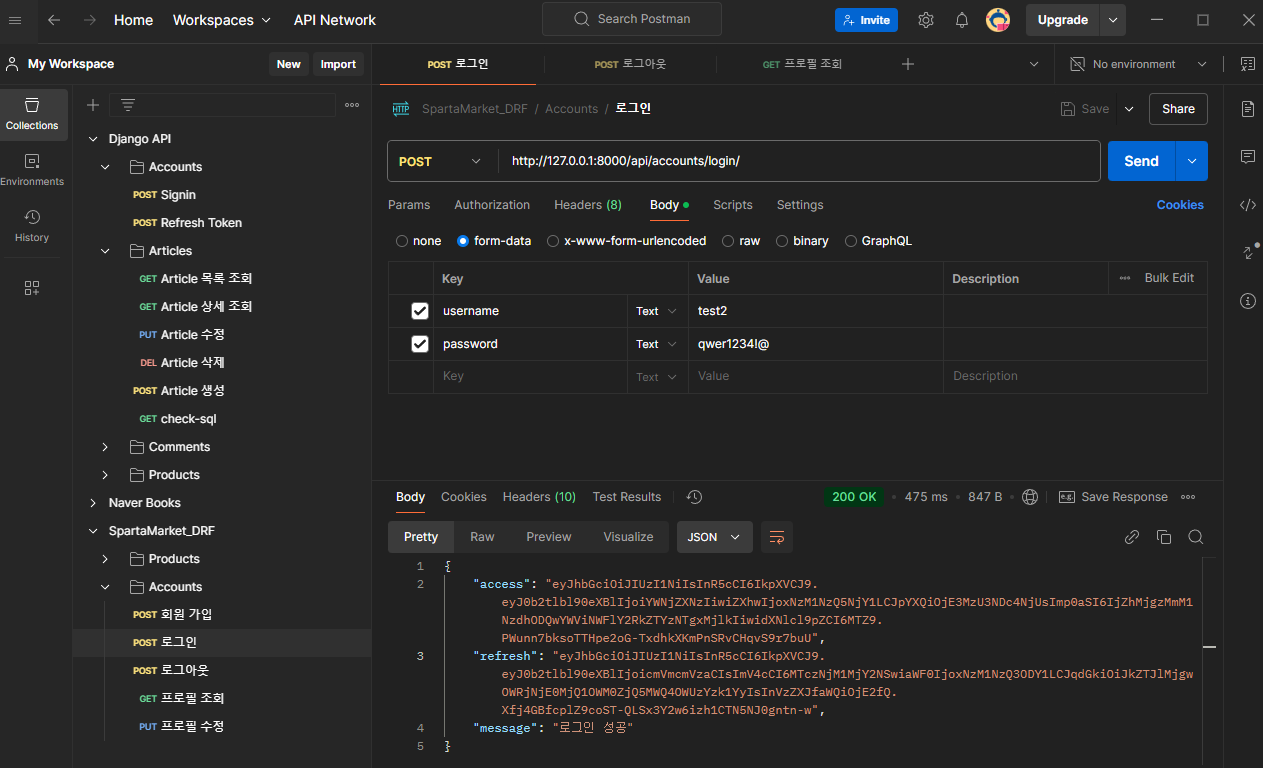 Home Workspaces API Network Search Postman Invite Upgrade
My Workspace New Import
POST 로그인 POST 로그아웃 GET 프로필 조회 No environment
Collections
Environments
History
Django API
Accounts
POST Signin
POST Refresh Token
Articles
GET Article 목록 조회
GET Article 상세 조회
PUT Article 수정
DEL Article 삭제
POST Article 생성
GET check-sql
Comments
Products
Naver Books
SpartaMarket_DRF
Products
Accounts
POST 회원 가입
POST 로그인
POST 로그아웃
GET 프로필 조회
PUT 프로필 수정
HTTP SpartaMarket_DRF / Accounts / 로그인 Save Share
POST http://127.0.0.1:8000/api/accounts/login/ Send
Params Authorization Headers (8) Body Scripts Settings Cookies
none form-data x-www-form-urlencoded raw binary GraphQL
Key Value Description Bulk Edit
username Text test2
password Text qwer1234!@
Key Text Value Description
Body Cookies Headers (10) Test Results 200 OK 475 ms 847 B e.g. Save Response
Pretty Raw Preview Visualize JSON
1 {
2 "access": "eyJhbGciOiJIUzI1NiIsInR5cCI6IkpXVCJ9.
3 "refresh": "eyJhbGciOiJIUzI1NiIsInR5cCI6IkpXVCJ9.
4 "message": "로그인 성공"
5 }